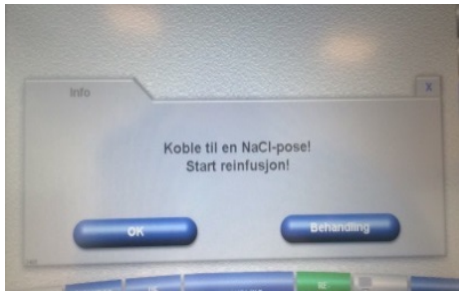 Info
X
Koble til en NaCl-pose!
Start reinfusjon!
OK
Behandling